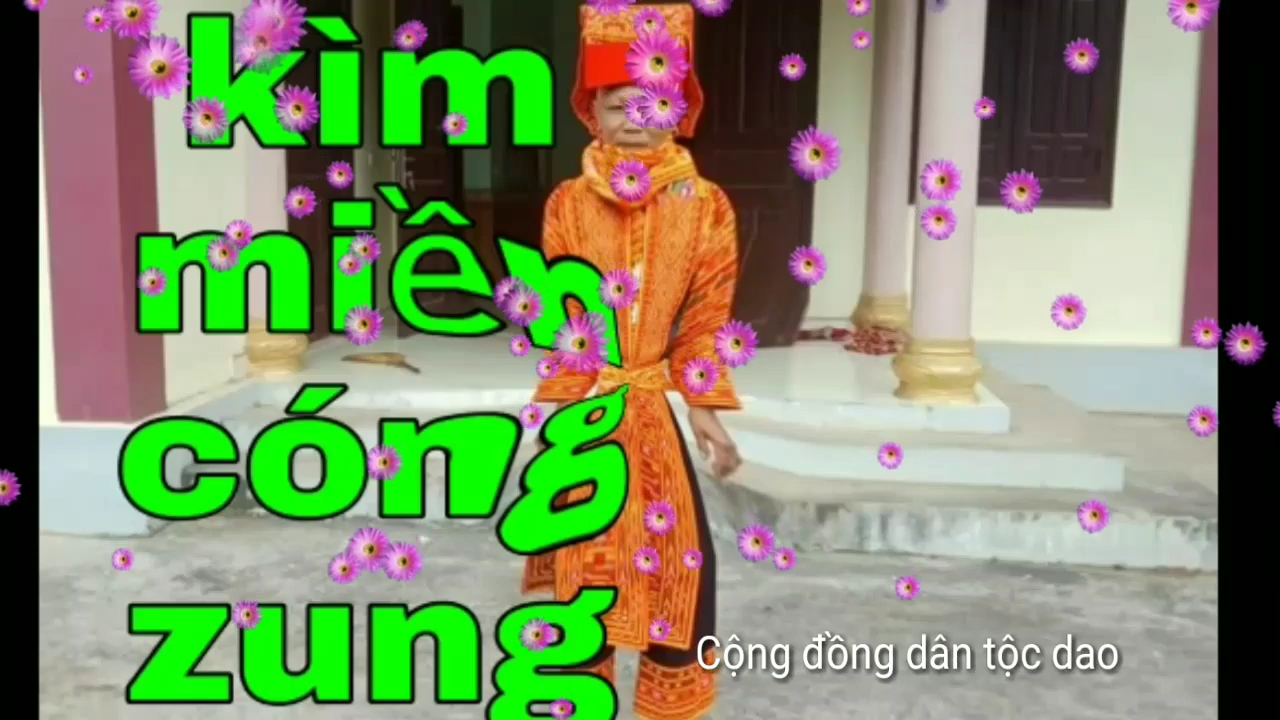 kìm
miền
cóng
zung
Cộng đồng dân tộc dao